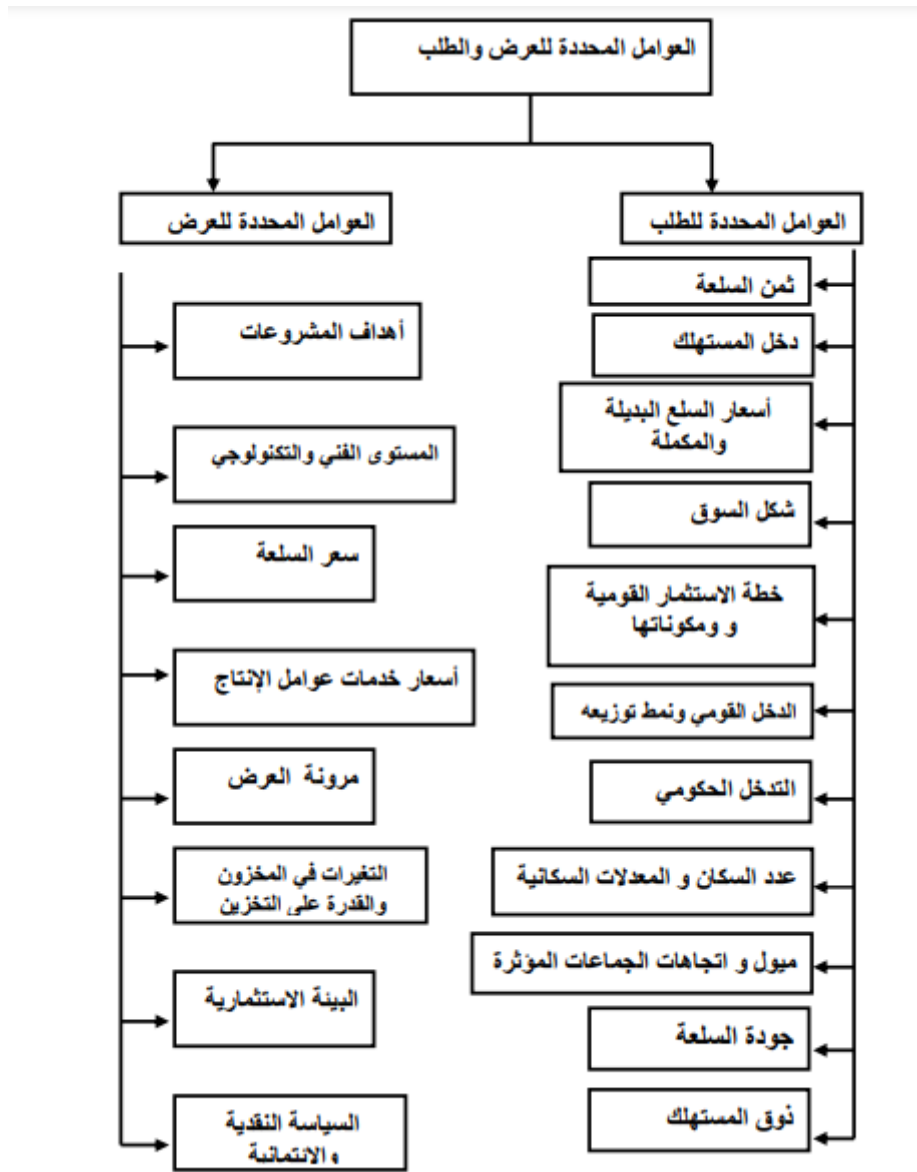 العوامل المحددة للعرض والطلب
العوامل المحددة للطلب
ثمن السلعة
دخل المستهلك
أسعار السلع البديلة
والمكملة
شكل السوق
خطة الاستثمار القومية
و ومكوناتها
الدخل القومي ونمط توزيعه
التدخل الحكومي
عدد السكان و المعدلات السكانية
ميول و اتجاهات الجماعات المؤثرة
جودة السلعة
ذوق المستهلك
العوامل المحددة للعرض
أهداف المشروعات
المستوى الفني والتكنولوجي
سعر السلعة
أسعار خدمات عوامل الإنتاج
مرونة العرض
التغيرات في المخزون
والقدرة على التخزين
البيئة الاستثمارية
السياسة النقدية
والائتمانية